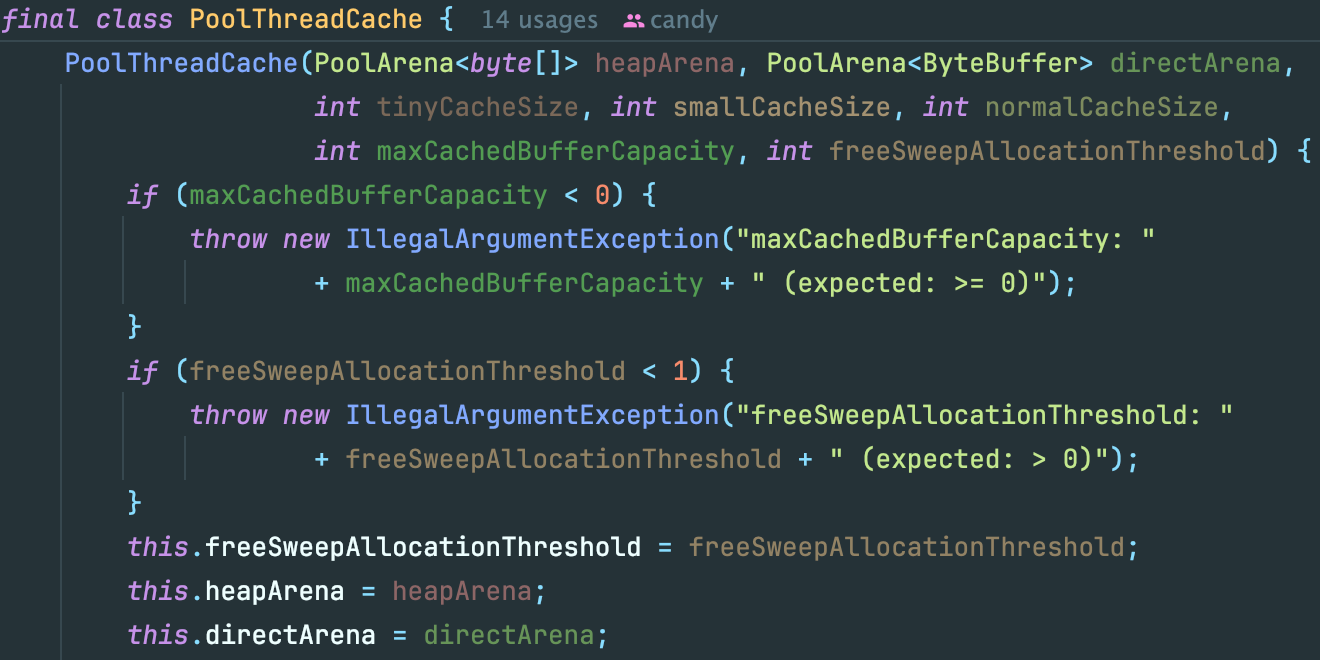 final class PoolThreadCache { 14 usages candy
PoolThreadCache(PoolArena<byte[]> heapArena, PoolArena<ByteBuffer> directArena,
int tinyCacheSize, int smallCacheSize, int normalCacheSize,
int maxCachedBufferCapacity, int freeSweepAllocationThreshold) {
if (maxCachedBufferCapacity < 0) {
throw new IllegalArgumentException("maxCachedBufferCapacity: "
+ maxCachedBufferCapacity + " (expected: >= 0)");
}
if (freeSweepAllocationThreshold < 1) {
throw new IllegalArgumentException("freeSweepAllocationThreshold: "
+ freeSweepAllocationThreshold + " (expected: > 0)");
}
this.freeSweepAllocationThreshold = freeSweepAllocationThreshold;
this.heapArena = heapArena;
this.directArena = directArena;